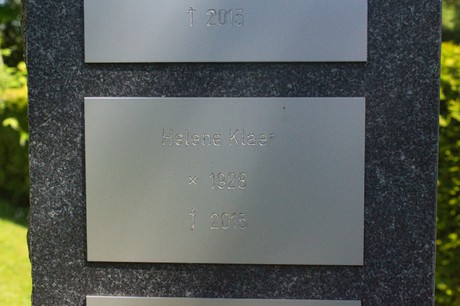 † 2015
Helene Klaer
× 1928
† 2015